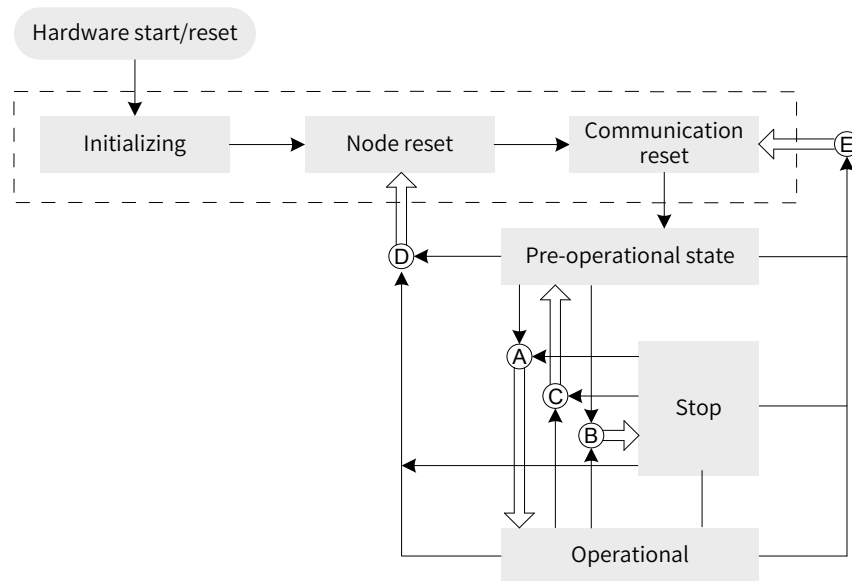 Hardware start/reset
Initializing
Node reset
Communication
reset
E
D
Pre-operational state
A
C
B
Stop
Operational